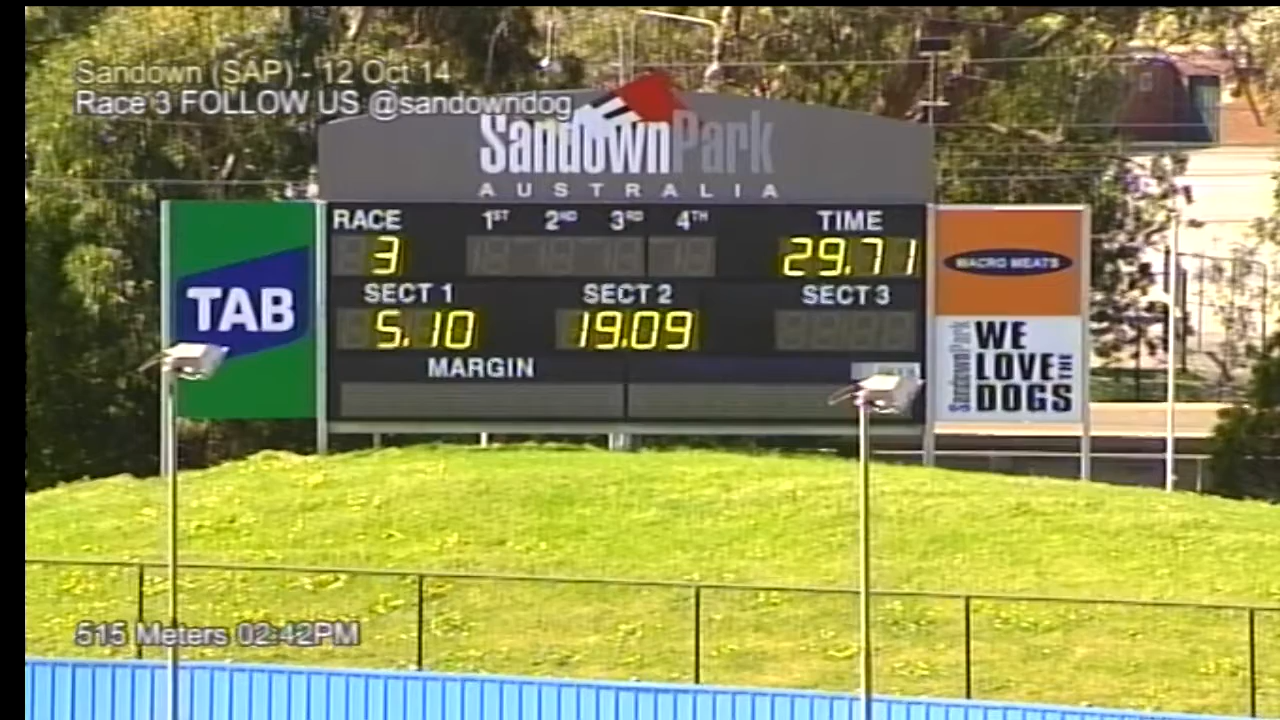 Sandown (SAP) - 12 Oct 14
Race 3 FOLLOW US @sandowndog
SandownPark
AUSTRALIA
RACE 1ST 2ND 3RD 4TH TIME
3 29.71
SECT 1 SECT 2 SECT 3
5.10 19.09
MARGIN
TAB
MACRO MEATS
SandownPark
WE
LOVE THE
DOGS
515 Meters 02:42PM